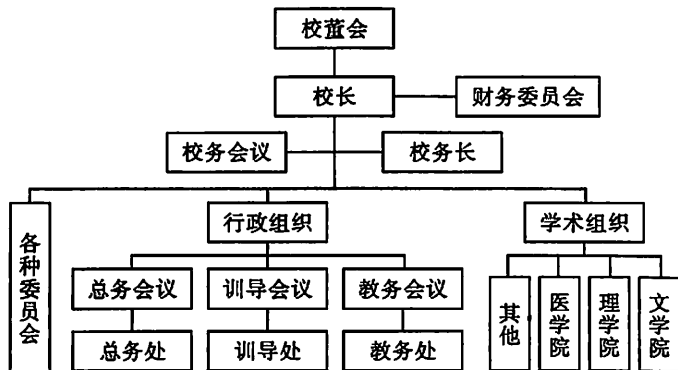 校董会
校长
财务委员会
校务会议
校务长
各种委员会
行政组织
学术组织
总务会议
训导会议
教务会议
其他
医学院
理学院
文学院
总务处
训导处
教务处